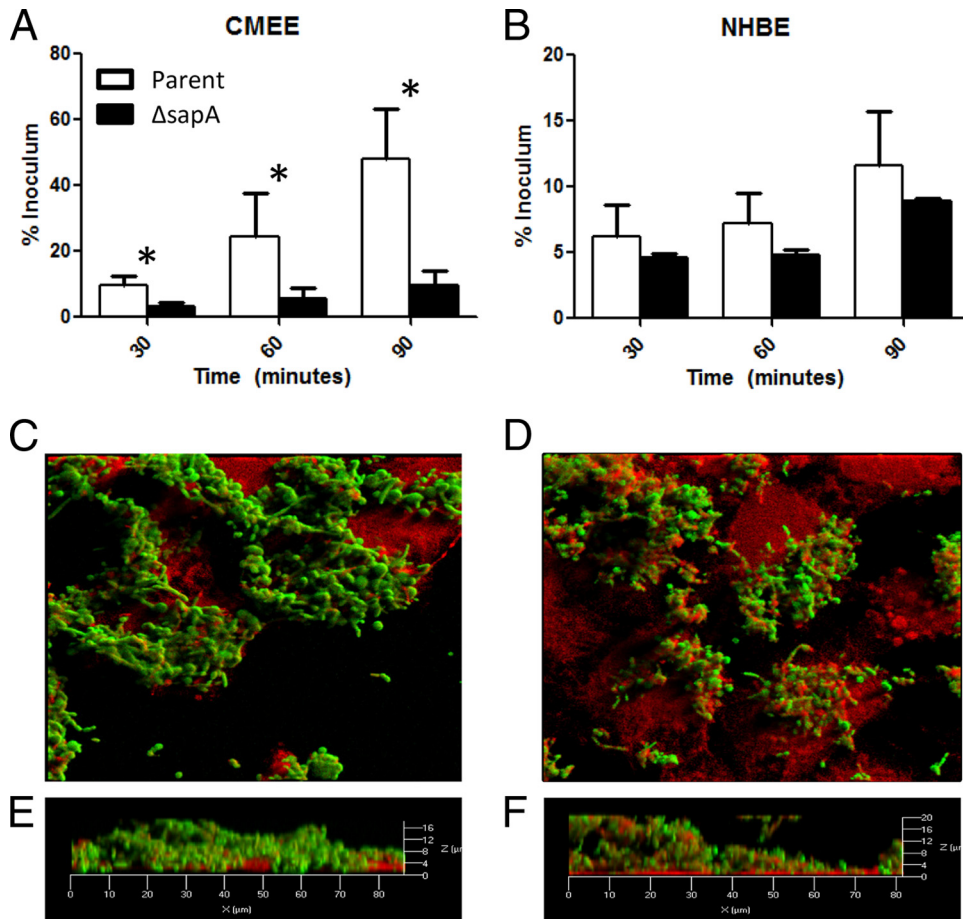 A
CMEE
80
60
40
20
0
% Inoculum
Parent
ΔsapA
*
*
*
30
60
90
Time (minutes)
B
NHBE
20
15
10
5
0
% Inoculum
30
60
90
Time (minutes)
C
D
E
16
12
8
4
0
Z (µm
0 10 20 30 40 50 60 70 80
X (µm)
F
20
16
12
8
4
0
Z (µm
0 10 20 30 40 50 60 70 80
X (µm)